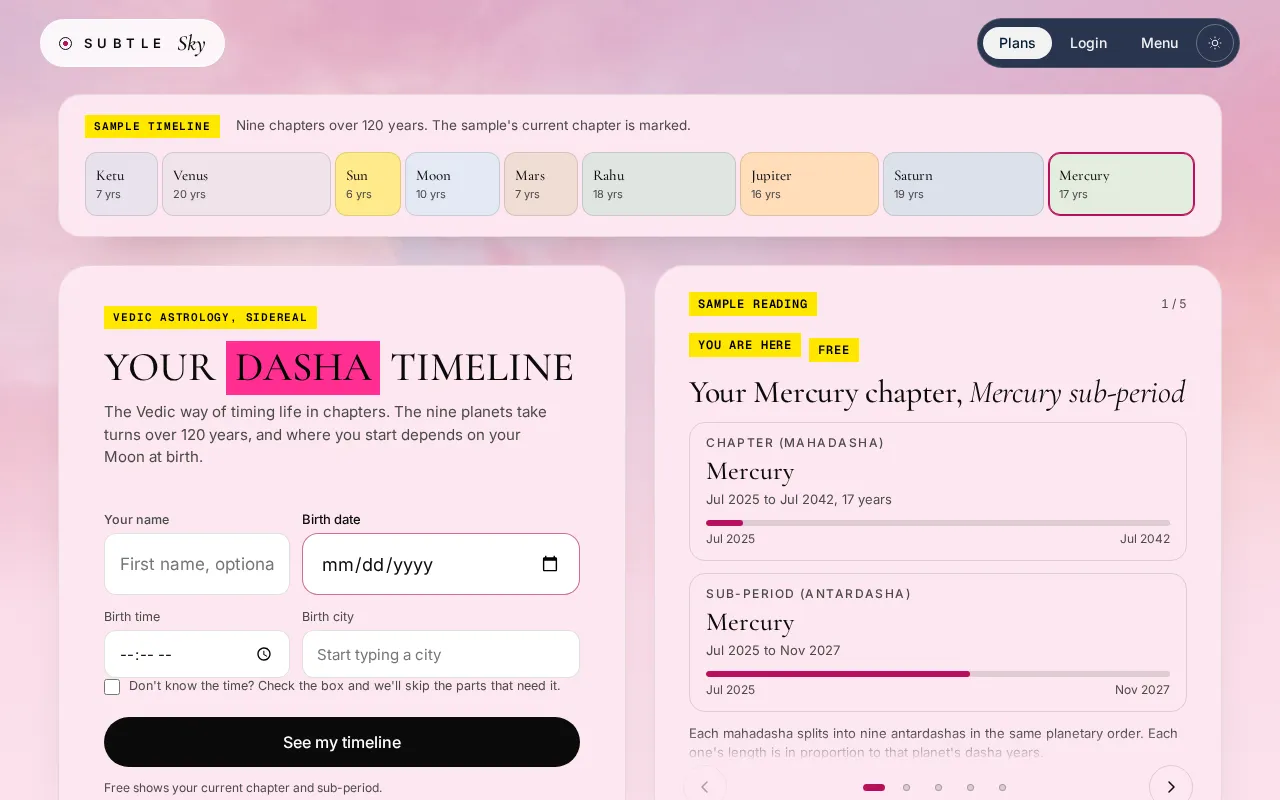 SUBTLE Sky
Plans Login Menu
SAMPLE TIMELINE Nine chapters over 120 years. The sample's current chapter is marked.
Ketu Venus Sun Moon Mars Rahu Jupiter Saturn Mercury
7 yrs 20 yrs 6 yrs 10 yrs 7 yrs 18 yrs 16 yrs 19 yrs 17 yrs
VEDIC ASTROLOGY, SIDEREAL
YOUR DASHA TIMELINE
The Vedic way of timing life in chapters. The nine planets take
turns over 120 years, and where you start depends on your
Moon at birth.
Your name Birth date
First name, optiona mm/dd/yyyy
Birth time Birth city
--:-- -- Start typing a city
Don't know the time? Check the box and we'll skip the parts that need it.
See my timeline
Free shows your current chapter and sub-period.
SAMPLE READING 1 / 5
YOU ARE HERE FREE
Your Mercury chapter, Mercury sub-period
CHAPTER (MAHADASHA)
Mercury
Jul 2025 to Jul 2042, 17 years
Jul 2025 Jul 2042
SUB-PERIOD (ANTARDASHA)
Mercury
Jul 2025 to Nov 2027
Jul 2025 Nov 2027
Each mahadasha splits into nine antardashas in the same planetary order. Each
one's length is in proportion to that planet's dasha years.